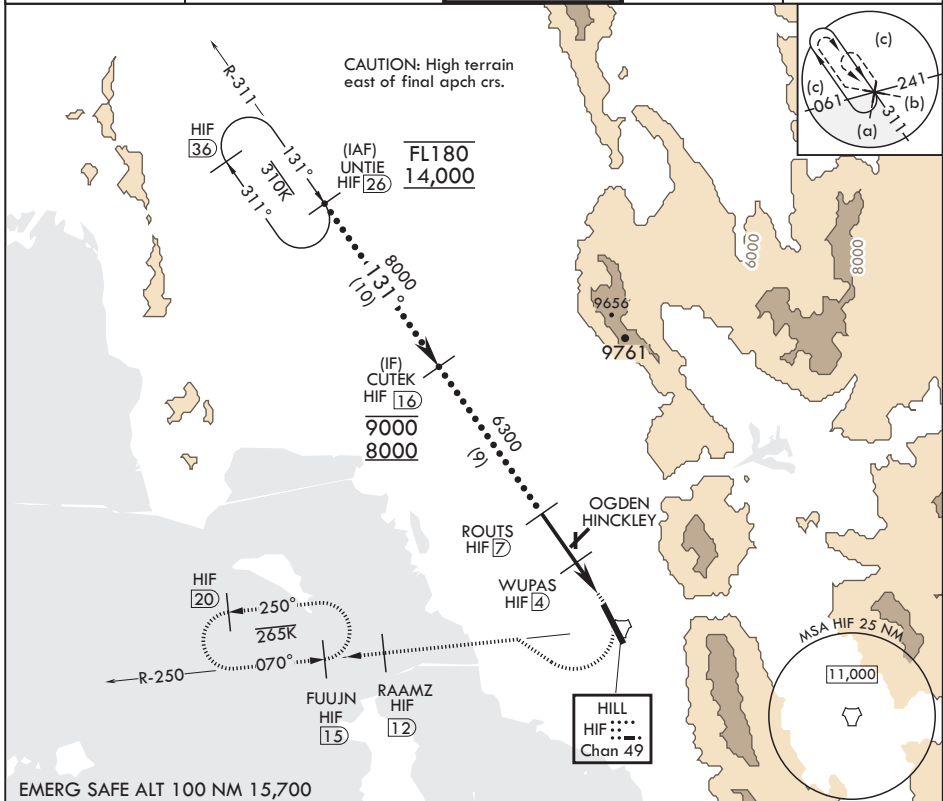 CAUTION: High terrain
east of final apch crs.
R-311
HIF
36
131°
310K
311°
(IAF)
UNTIE
HIF 26
FL180
14,000
(c)
(c)
061
241
(b)
(a)
311
8000
131°
(10)
6000
8000
9656
9761
(IF)
CUTEK
HIF 16
9000
8000
6300
(9)
OGDEN
HINCKLEY
ROUTS
HIF 7
WUPAS
HIF 4
HIF
20
250°
265K
070°
R-250
FUUJN
HIF
15
RAAMZ
HIF
12
HILL
HIF
Chan 49
MSA HIF 25 NM
11,000
EMERG SAFE ALT 100 NM 15,700